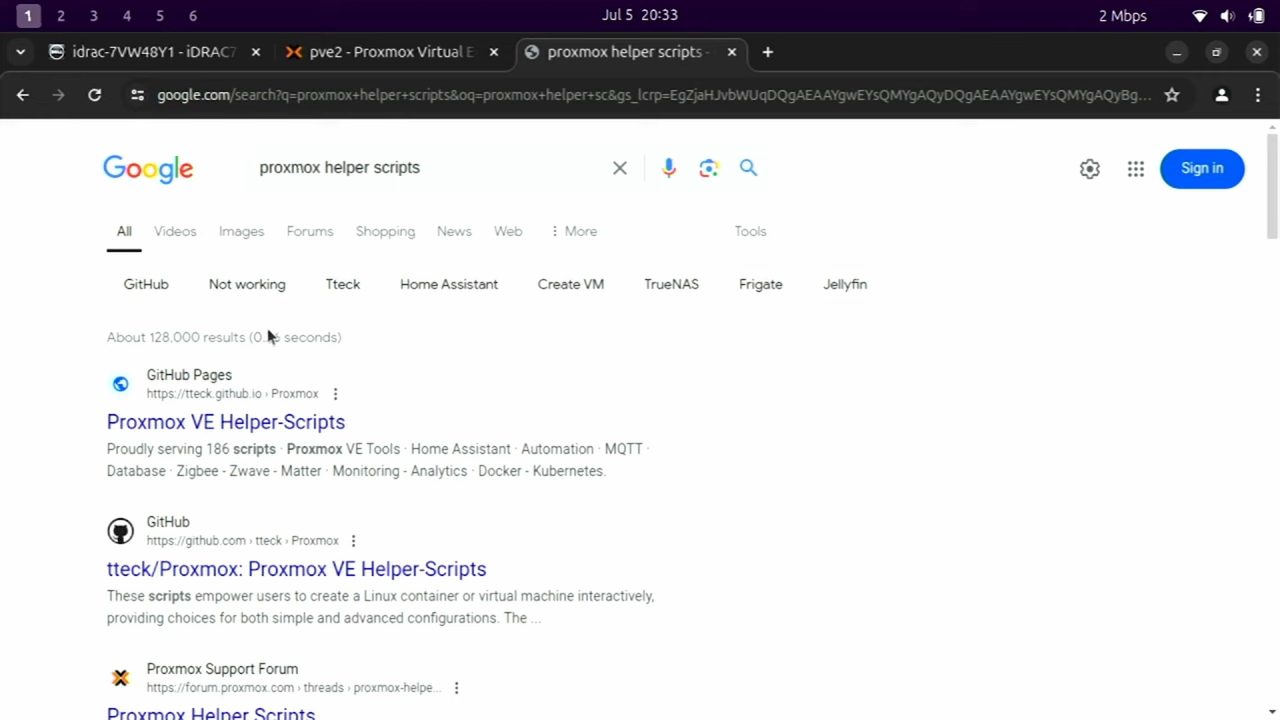 1 2 3 4 5 6 Jul 5 20:33 2 Mbps
idrac-7VW48Y1 - iDRAC7 pve2 - Proxmox Virtual E proxmox helper scripts -
google.com/search?q=proxmox+helper+scripts&oq=proxmox+helper+sc&gs_lcrp=EgZjaHJvbWUqDQgAEAAYgwEYsQMYgAQyDQgAEAAYgwEYsQMYgAQyBg...
Google proxmox helper scripts Sign in
All Videos Images Forums Shopping News Web More Tools
GitHub Not working Tteck Home Assistant Create VM TrueNAS Frigate Jellyfin
About 128,000 results (0. seconds)
GitHub Pages
https://tteck.github.io › Proxmox
Proxmox VE Helper-Scripts
Proudly serving 186 scripts · Proxmox VE Tools · Home Assistant · Automation · MQTT ·
Database · Zigbee - Zwave - Matter · Monitoring - Analytics · Docker - Kubernetes.
GitHub
https://github.com › tteck › Proxmox
tteck/Proxmox: Proxmox VE Helper-Scripts
These scripts empower users to create a Linux container or virtual machine interactively,
providing choices for both simple and advanced configurations. The ...
Proxmox Support Forum
https://forum.proxmox.com › threads › proxmox-helpe...
Proxmox Helper Scripts